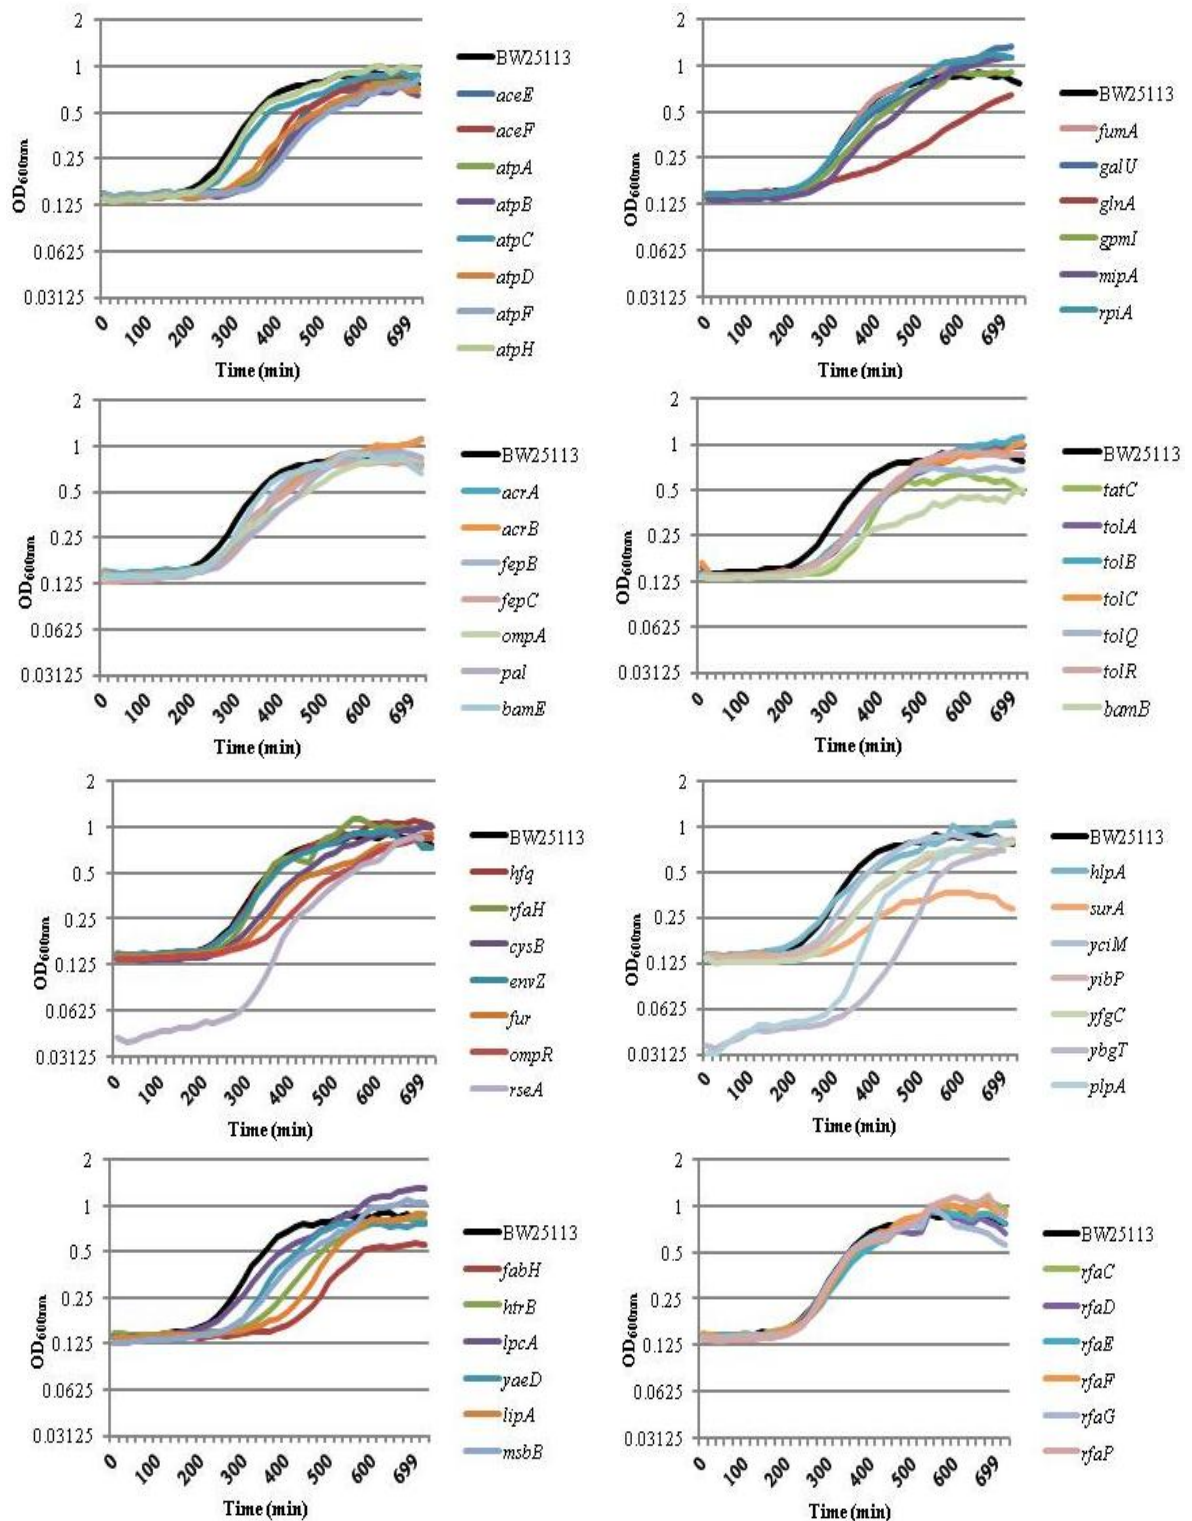 2
1
0.5
0.25
0.125
0.0625
0.03125
OD600nm
0 100 200 300 400 500 600 699
Time (min)
BW25113
aceE
aceF
atpA
atpB
atpC
atpD
atpF
atpH
2
1
0.5
0.25
0.125
0.0625
0.03125
OD600nm
0 100 200 300 400 500 600 699
Time (min)
BW25113
fumA
galU
glnA
gpmI
mipA
rpiA
2
1
0.5
0.25
0.125
0.0625
0.03125
OD600nm
0 100 200 300 400 500 600 699
Time (min)
BW25113
acrA
acrB
fepB
fepC
ompA
pal
bamE
2
1
0.5
0.25
0.125
0.0625
0.03125
OD600nm
0 100 200 300 400 500 600 699
Time (min)
BW25113
tatC
tolA
tolB
tolC
tolQ
tolR
bamB
2
1
0.5
0.25
0.125
0.0625
0.03125
OD600nm
0 100 200 300 400 500 600 699
Time (min)
BW25113
hfq
rfaH
cysB
envZ
fur
ompR
rseA
2
1
0.5
0.25
0.125
0.0625
0.03125
OD600nm
0 100 200 300 400 500 600 699
Time (min)
BW25113
hlpA
surA
yciM
yibP
yfgC
ybgT
plpA
2
1
0.5
0.25
0.125
0.0625
0.03125
OD600nm
0 100 200 300 400 500 600 699
Time (min)
BW25113
fabH
htrB
lpcA
yaeD
lipA
msbB
2
1
0.5
0.25
0.125
0.0625
0.03125
OD600nm
0 100 200 300 400 500 600 699
Time (min)
BW25113
rfaC
rfaD
rfaE
rfaF
rfaG
rfaP